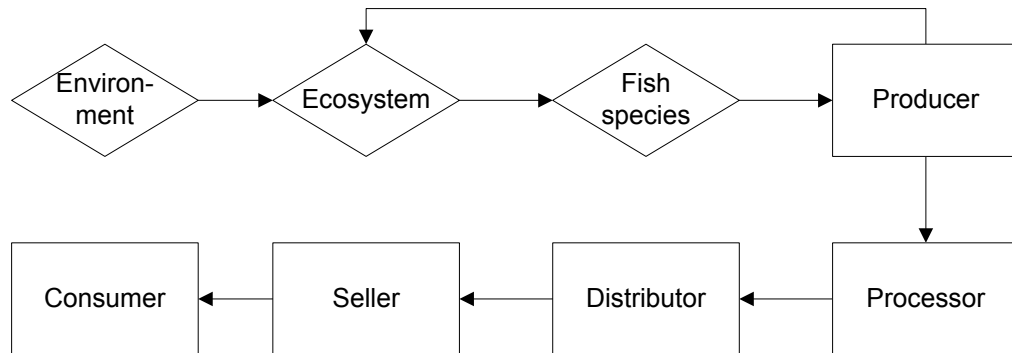 Environ-
ment
Ecosystem
Fish
species
Producer
Consumer
Seller
Distributor
Processor